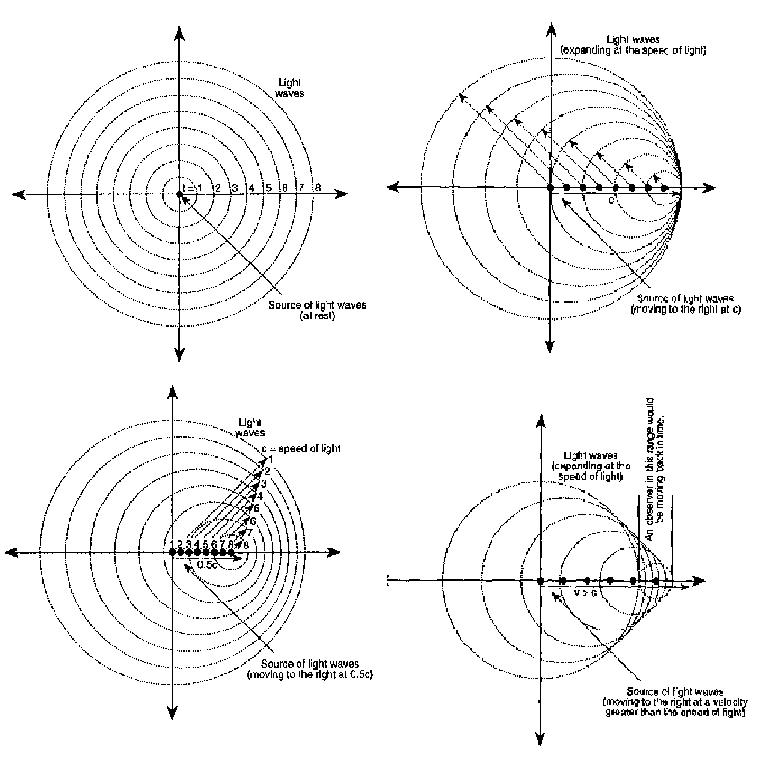 Light
waves
t = 1 2 3 4 5 6 7 8
Source of light waves
(at rest)
Light waves
(expanding at the speed of light)
c
Source of light waves
(moving to the right at c)
Light
waves
c = speed of light
1
2
3
4
5
6
7
8
1 2 3 4 5 6 7 8
0.5c
Source of light waves
(moving to the right at 0.5c)
An observer in this range would
be moving back in time.
Light waves
(expanding at the
speed of light)
V > c
Source of light waves
(moving to the right at a velocity
greater than the speed of light)